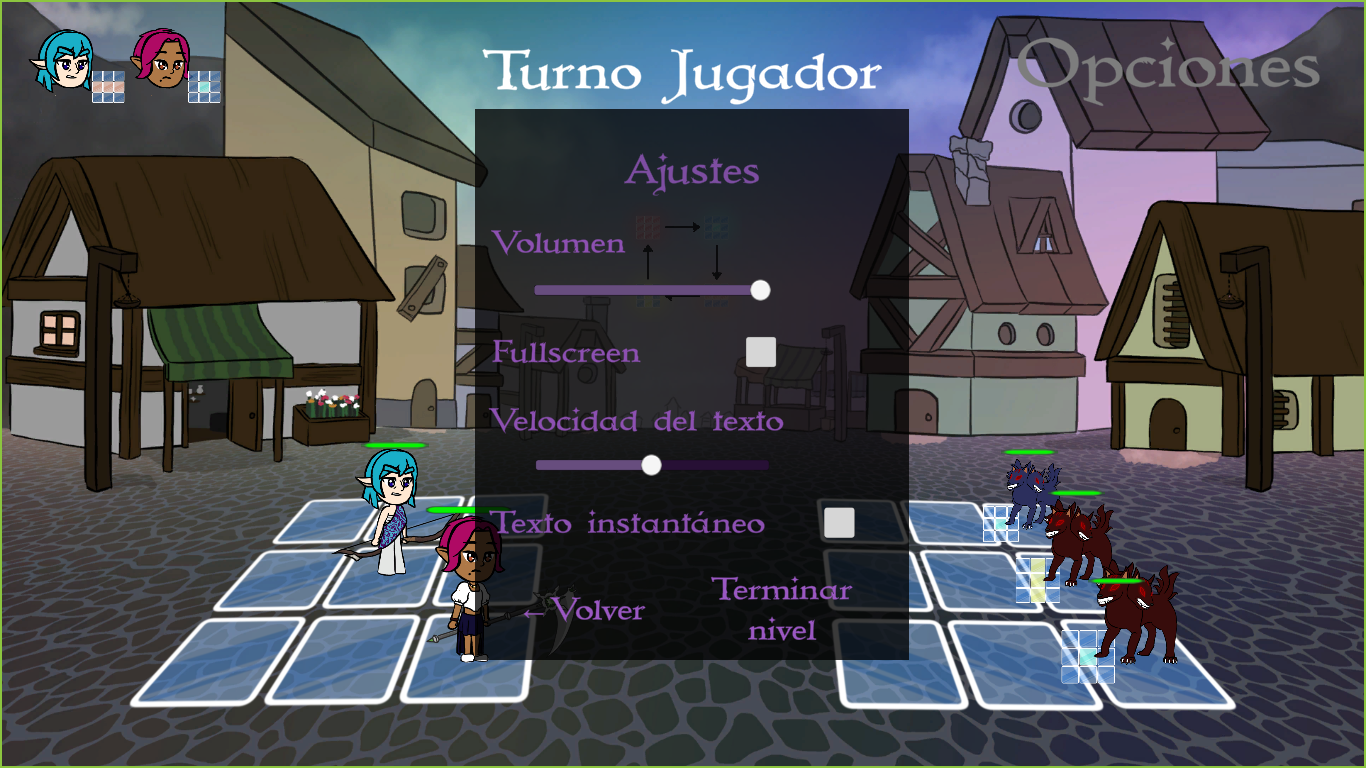 Turno Jugador
Opciones
Ajustes
Volumen
Fullscreen
Velocidad del texto
Texto instantáneo
←Volver
Terminar
nivel